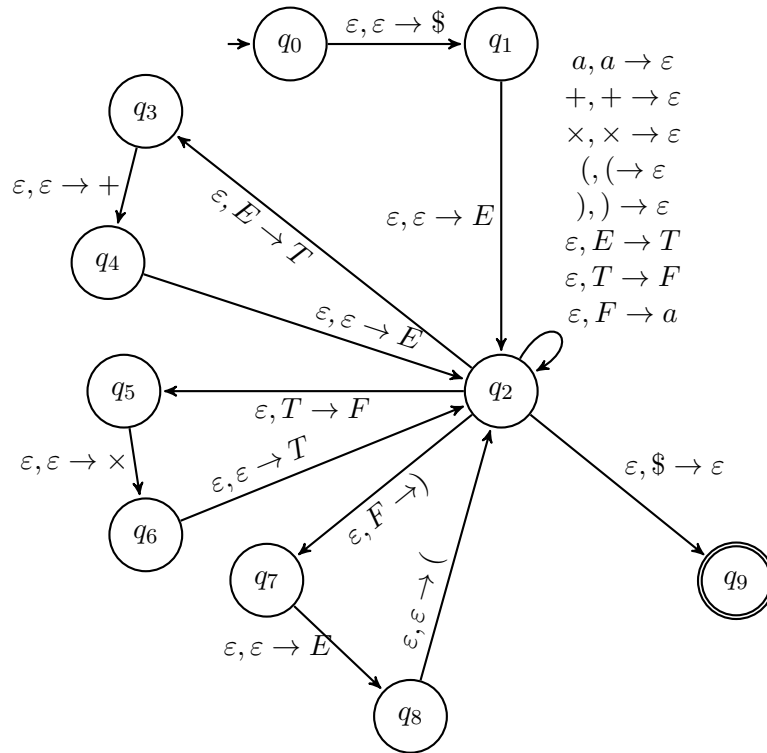 ε, ε → $
q₀
q₁
a, a → ε
+, + → ε
×, × → ε
(, (→ ε
), ) → ε
ε, E → T
ε, T → F
ε, F → a
q₃
ε, ε → +
ε, E → T
ε, ε → E
q₄
ε, ε → E
q₅
ε, T → F
q₂
ε, ε → ×
ε, ε → T
ε, $ → ε
q₆
ε, F →)
q₇
ε, ε → (
q₉
ε, ε → E
q₈